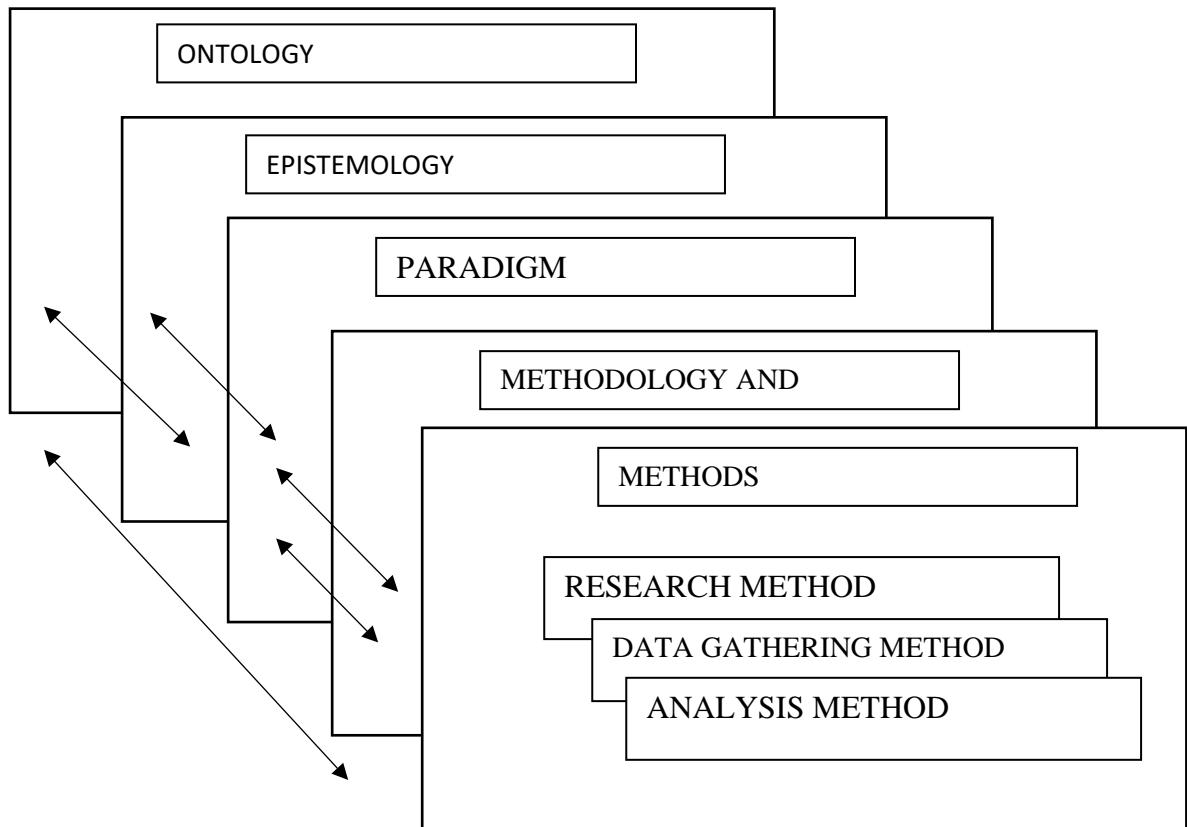 ONTOLOGY
EPISTEMOLOGY
PARADIGM
METHODOLOGY AND
METHODS
RESEARCH METHOD
DATA GATHERING METHOD
ANALYSIS METHOD